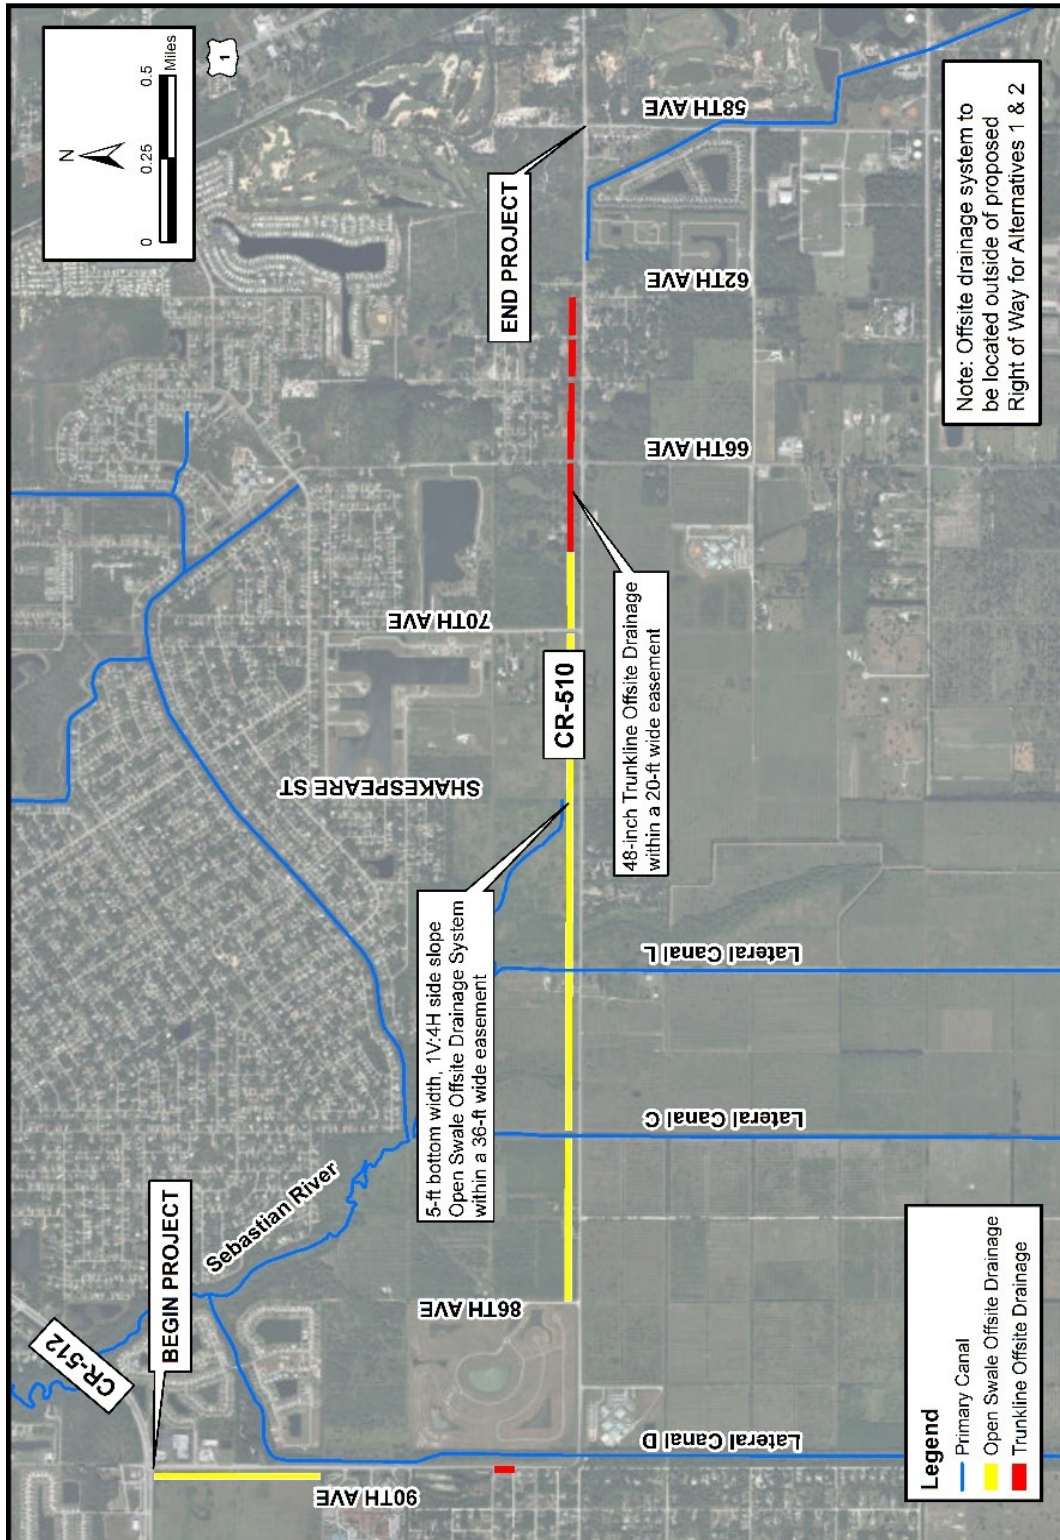 CR-512
BEGIN PROJECT
Sebastian River
90TH AVE
86TH AVE
SHAKESPEARE ST
70TH AVE
66TH AVE
62TH AVE
58TH AVE
5-ft bottom width, 1V:4H side slope
Open Swale Offsite Drainage System
within a 36-ft wide easement
CR-510
48-inch Trunkline Offsite Drainage
within a 20-ft wide easement
END PROJECT
N
0
0.25
0.5
Miles
1
Lateral Canal D
Lateral Canal C
Lateral Canal L
Legend
Primary Canal
Open Swale Offsite Drainage
Trunkline Offsite Drainage
Note: Offsite drainage system to
be located outside of proposed
Right of Way for Alternatives 1 & 2